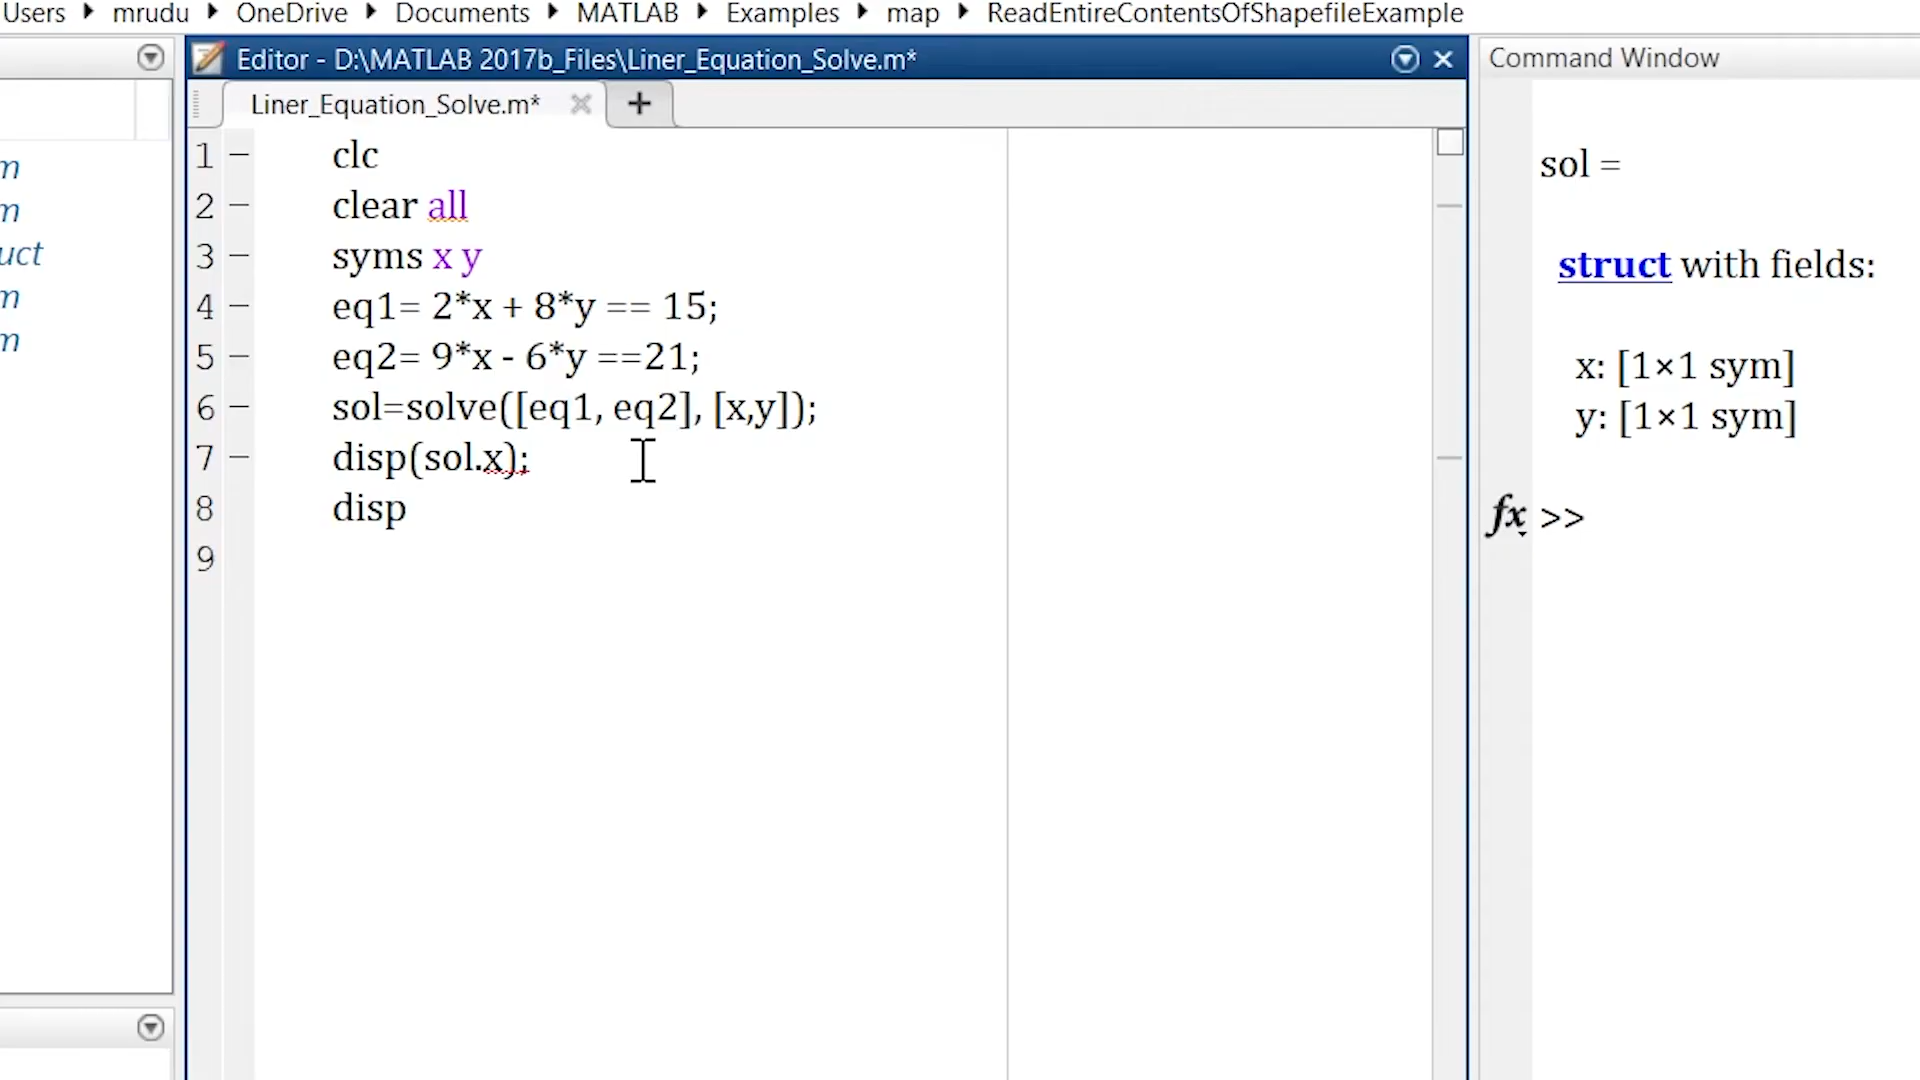 Users ▸ mrudu ▸ OneDrive ▸ Documents ▸ MATLAB ▸ Examples ▸ map ▸ ReadEntireContentsOfShapefileExample
Editor - D:\MATLAB 2017b_Files\Liner_Equation_Solve.m*
Liner_Equation_Solve.m*
1 – clc
2 – clear all
3 – syms x y
4 – eq1= 2*x + 8*y == 15;
5 – eq2= 9*x - 6*y ==21;
6 – sol=solve([eq1, eq2], [x,y]);
7 – disp(sol.x);
8 disp
9
m
m
uct
m
m
Command Window
sol =
struct with fields:
x: [1×1 sym]
y: [1×1 sym]
fx >>